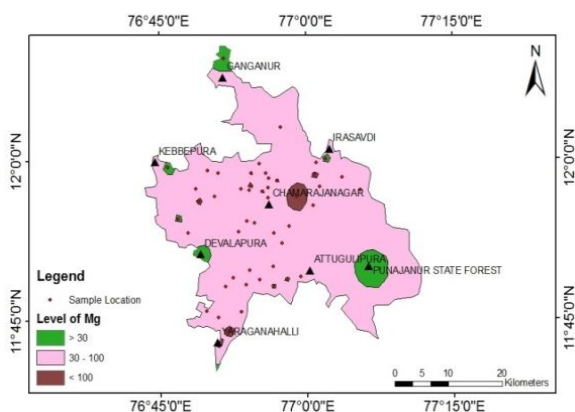 76°45'0"E 77°0'0"E 77°15'0"E
N
GANGANUR
IRASAVDI
KEBBEPURA
12°0'0"N 12°0'0"N
CHAMARAJANAGAR
DEVALAPURA
ATTUGULIPURA
PUNAJANUR STATE FOREST
Legend
Sample Location
Level of Mg
> 30
30 - 100
< 100
YARAGANAHALLI
11°45'0"N 11°45'0"N
0 5 10 20
Kilometers
76°45'0"E 77°0'0"E 77°15'0"E